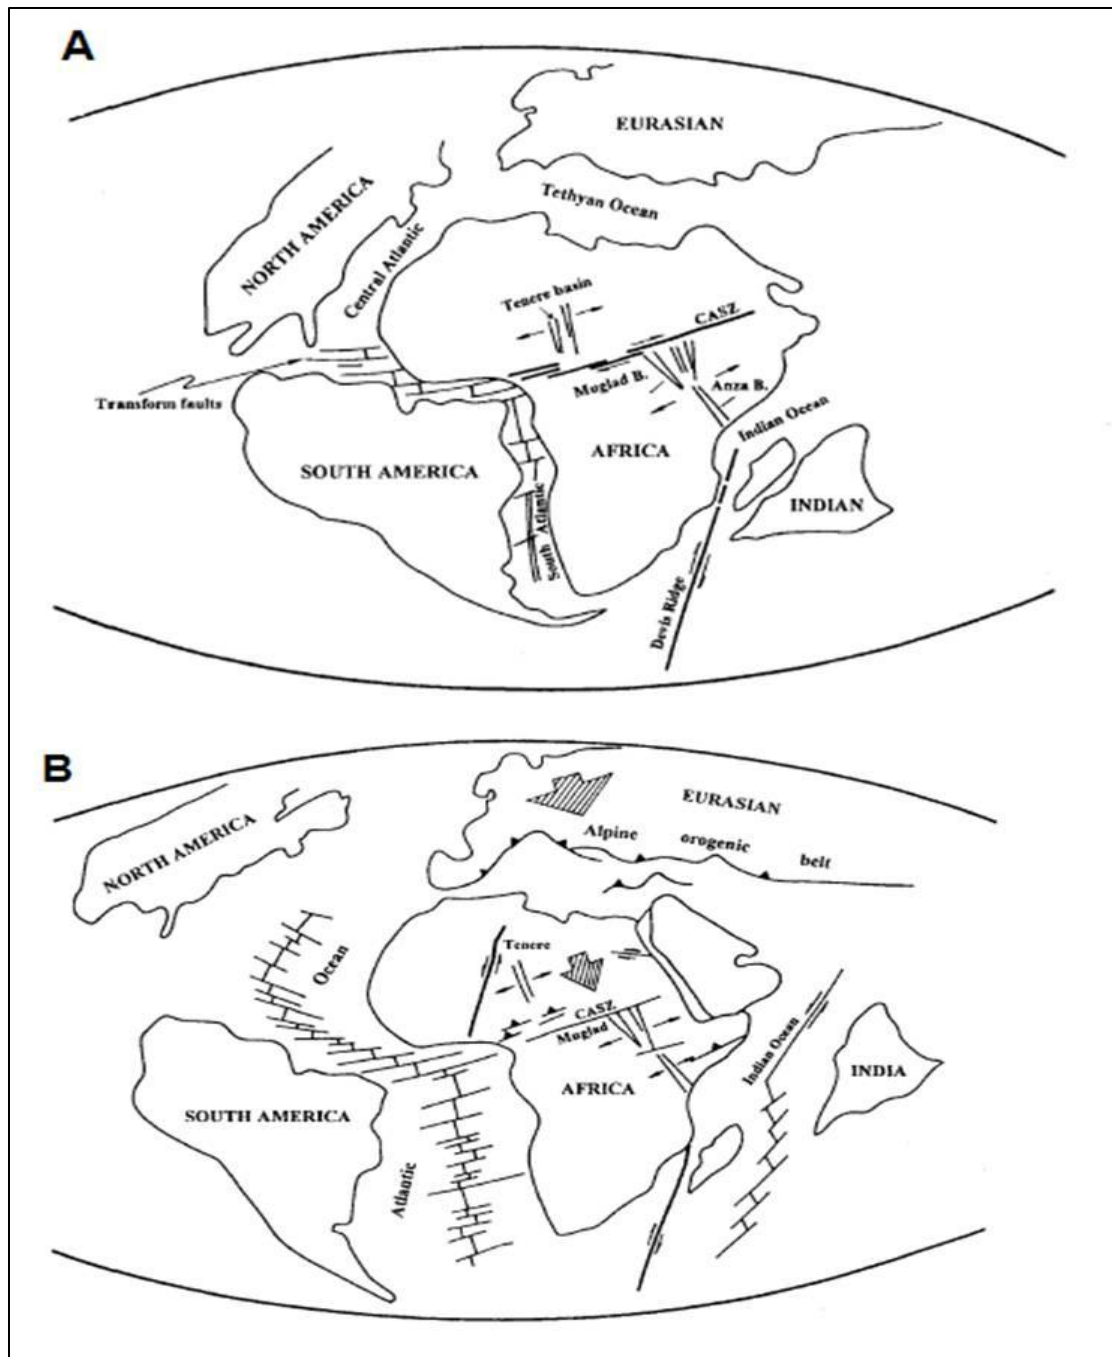 A
EURASIAN
Tethyan Ocean
NORTH AMERICA
Central Atlantic
Tenere basin
CASZ
Transform faults
Muglad B.
Anza B.
Indian Ocean
SOUTH AMERICA
AFRICA
INDIAN
South Atlantic
Devis Ridge
B
EURASIAN
NORTH AMERICA
Alpine orogenic belt
Ocean
Tenere
CASZ
Muglad
Indian Ocean
INDIA
AFRICA
SOUTH AMERICA
Atlantic